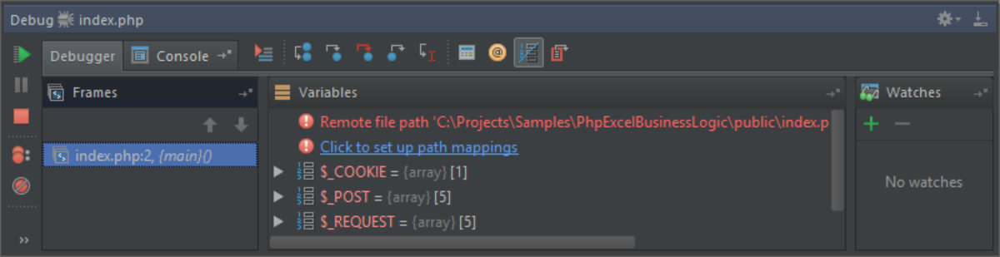 Debug index.php
Debugger Console
Frames
index.php:2, {main}()
Variables
Remote file path 'C:\Projects\Samples\PhpExcelBusinessLogic\public\index.p
Click to set up path mappings
$_COOKIE = {array} [1]
$_POST = {array} [5]
$_REQUEST = {array} [5]
Watches
No watches